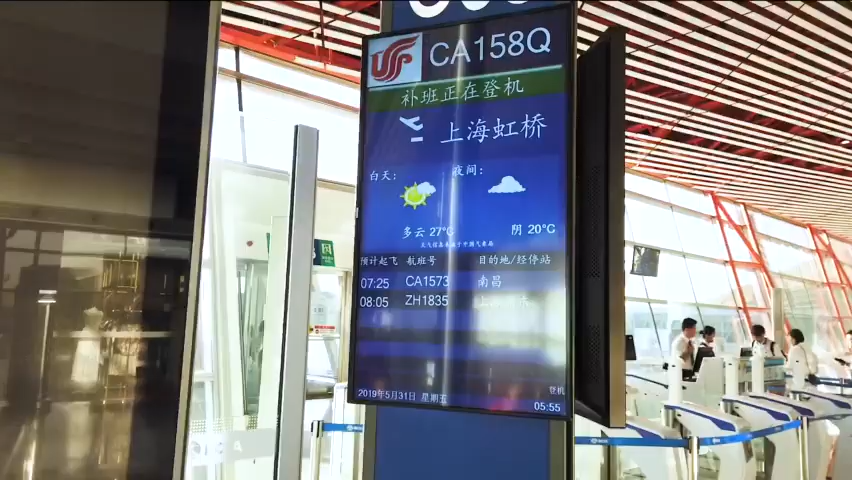 CA158Q
补班正在登机
上海虹桥
白天: 夜间:
多云 27°C 阴 20°C
预计起飞 航班号 目的地/经停站
07:25 CA1573 南昌
08:05 ZH1835 上海
2019年5月31日 星期五 登机
05:55